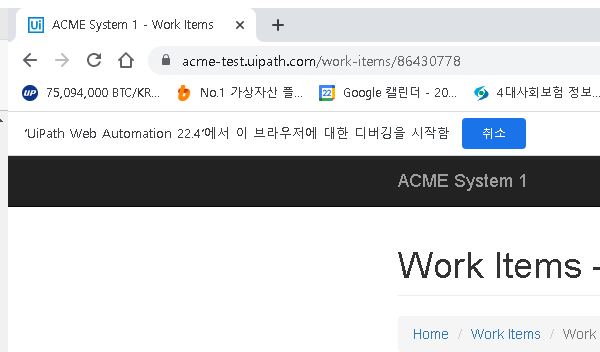 Ui ACME System 1 - Work Items
acme-test.uipath.com/work-items/86430778
UP 75,094,000 BTC/KR... No.1 가상자산 플... 22 Google 캘린더 - 20... 4대사회보험 정보...
'UiPath Web Automation 22.4'에서 이 브라우저에 대한 디버깅을 시작함 취소
ACME System 1
Work Items -
Home / Work Items / Work